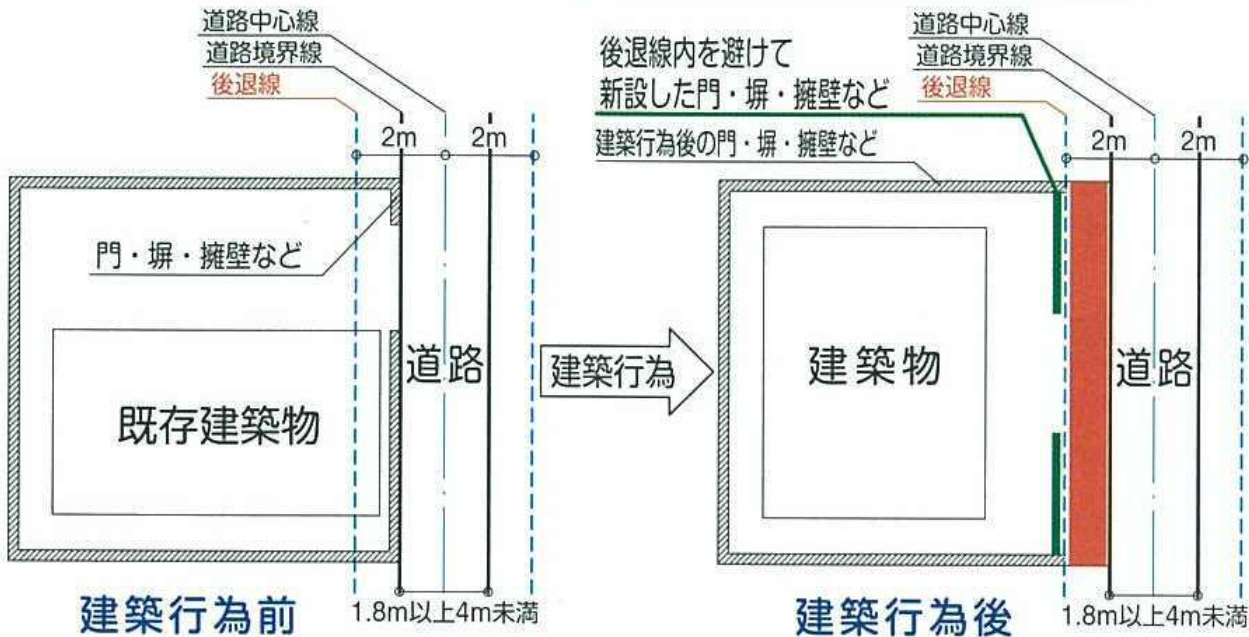 道路中心線
道路境界線
後退線
2m
2m
門・塀・擁壁など
道路
既存建築物
建築行為前
1.8m以上4m未満
建築行為
後退線内を避けて
新設した門・塀・擁壁など
建築行為後の門・塀・擁壁など
道路中心線
道路境界線
後退線
2m
2m
建築物
道路
建築行為後
1.8m以上4m未満